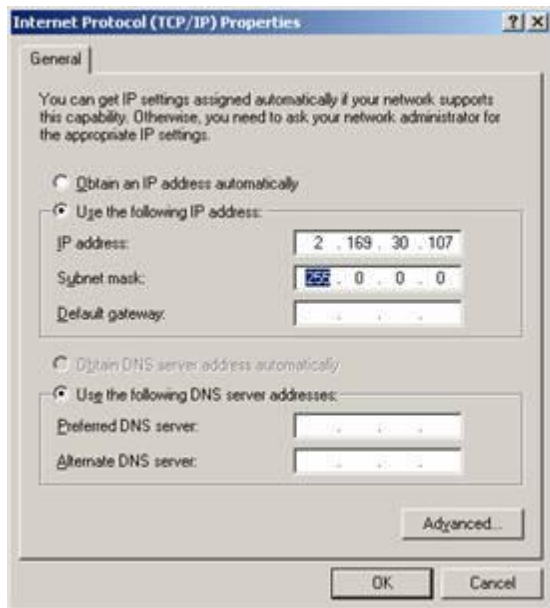 Internet Protocol (TCP/IP) Properties
? X
General
You can get IP settings assigned automatically if your network supports
this capability. Otherwise, you need to ask your network administrator for
the appropriate IP settings.
Obtain an IP address automatically
Use the following IP address:
IP address: 2 . 169 . 30 . 107
Subnet mask: 255 . 0 . 0 . 0
Default gateway: . . .
Obtain DNS server address automatically
Use the following DNS server addresses:
Preferred DNS server: . . .
Alternate DNS server: . . .
Advanced...
OK Cancel